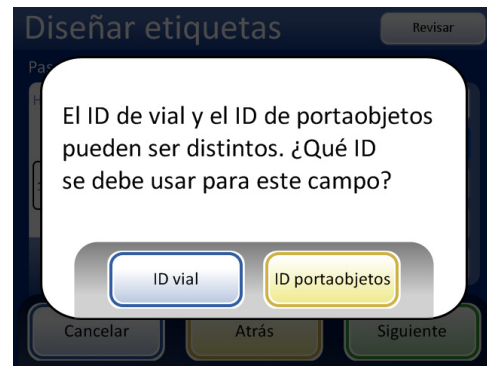 Diseñar etiquetas
Revisar
El ID de vial y el ID de portaobjetos
pueden ser distintos. ¿Qué ID
se debe usar para este campo?
ID vial
ID portaobjetos
Cancelar
Atrás
Siguiente